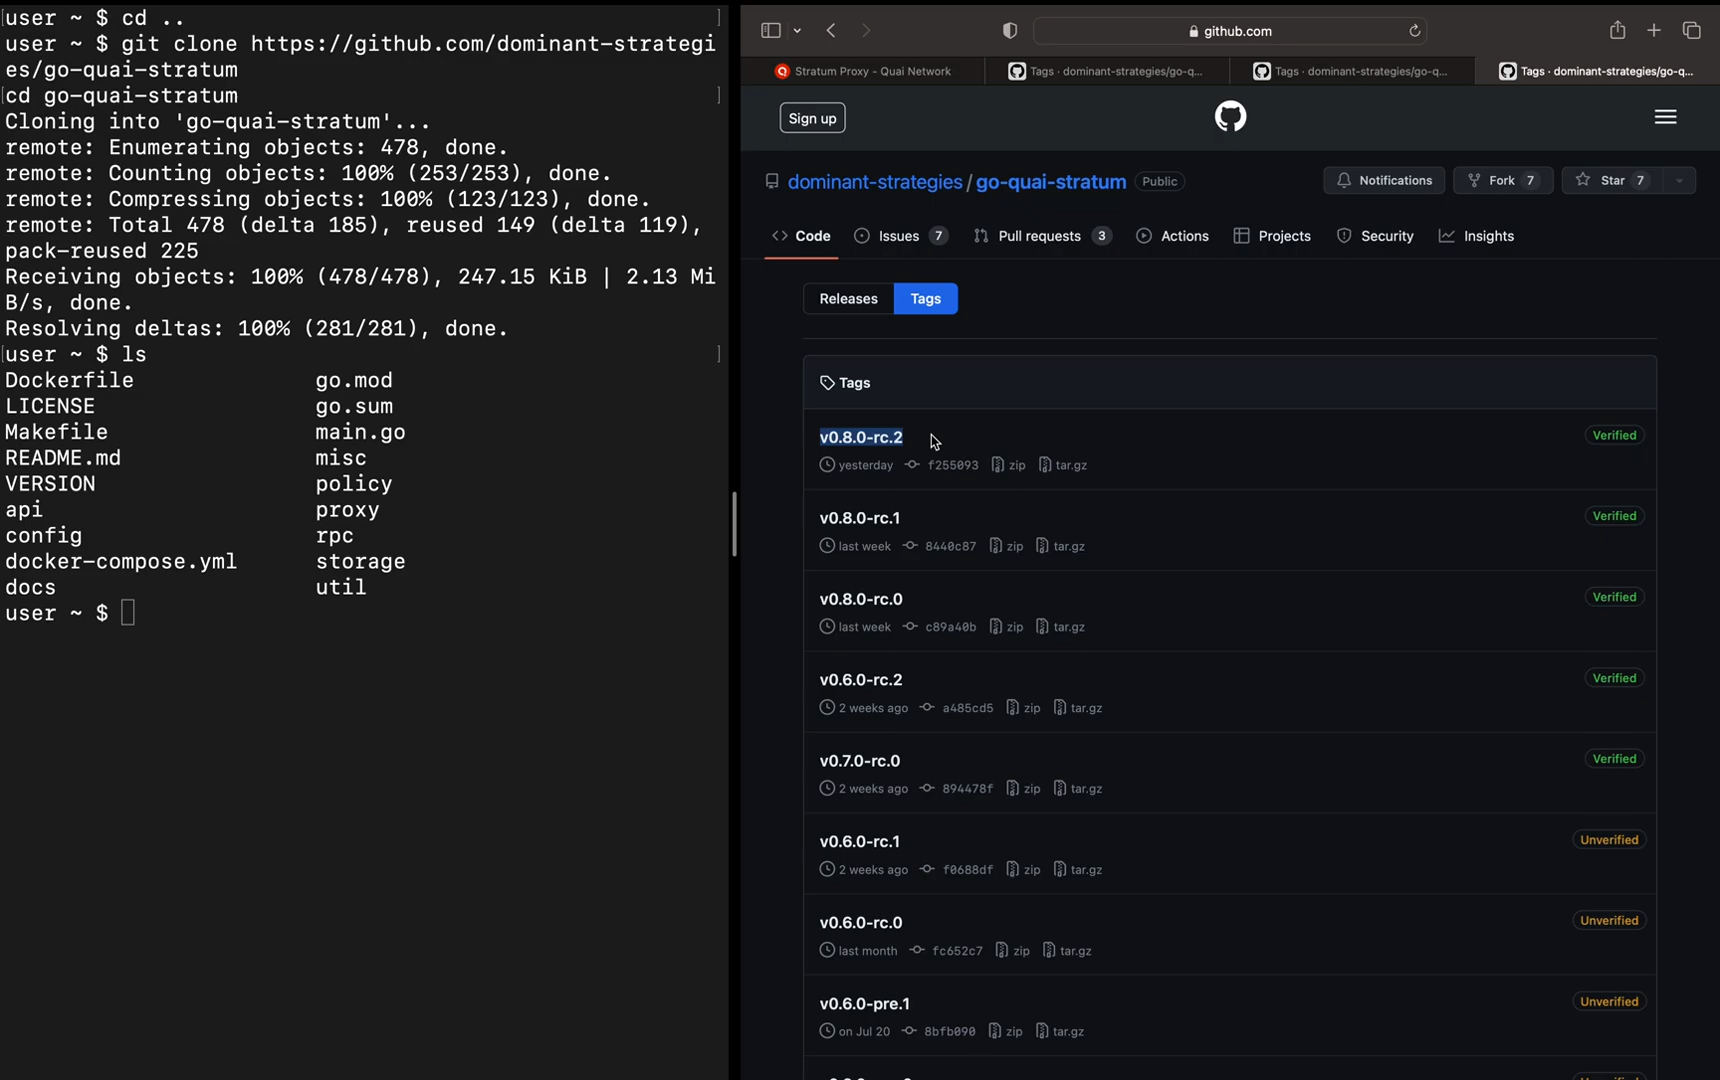 user ~ $ cd ..
user ~ $ git clone https://github.com/dominant-strategi
es/go-quai-stratum
cd go-quai-stratum
Cloning into 'go-quai-stratum'...
remote: Enumerating objects: 478, done.
remote: Counting objects: 100% (253/253), done.
remote: Compressing objects: 100% (123/123), done.
remote: Total 478 (delta 185), reused 149 (delta 119),
pack-reused 225
Receiving objects: 100% (478/478), 247.15 KiB | 2.13 Mi
B/s, done.
Resolving deltas: 100% (281/281), done.
user ~ $ ls
Dockerfile go.mod
LICENSE go.sum
Makefile main.go
README.md misc
VERSION policy
api proxy
config rpc
docker-compose.yml storage
docs util
user ~ $
github.com
Stratum Proxy - Quai Network
Tags · dominant-strategies/go-q...
Tags · dominant-strategies/go-q...
Tags · dominant-strategies/go-q...
Sign up
dominant-strategies / go-quai-stratum Public
Notifications Fork 7 Star 7
Code Issues 7 Pull requests 3 Actions Projects Security Insights
Releases Tags
Tags
v0.8.0-rc.2 Verified
yesterday f255093 zip tar.gz
v0.8.0-rc.1 Verified
last week 8440c87 zip tar.gz
v0.8.0-rc.0 Verified
last week c89a40b zip tar.gz
v0.6.0-rc.2 Verified
2 weeks ago a485cd5 zip tar.gz
v0.7.0-rc.0 Verified
2 weeks ago 894478f zip tar.gz
v0.6.0-rc.1 Unverified
2 weeks ago f0688df zip tar.gz
v0.6.0-rc.0 Unverified
last month fc652c7 zip tar.gz
v0.6.0-pre.1 Unverified
on Jul 20 8bfb090 zip tar.gz